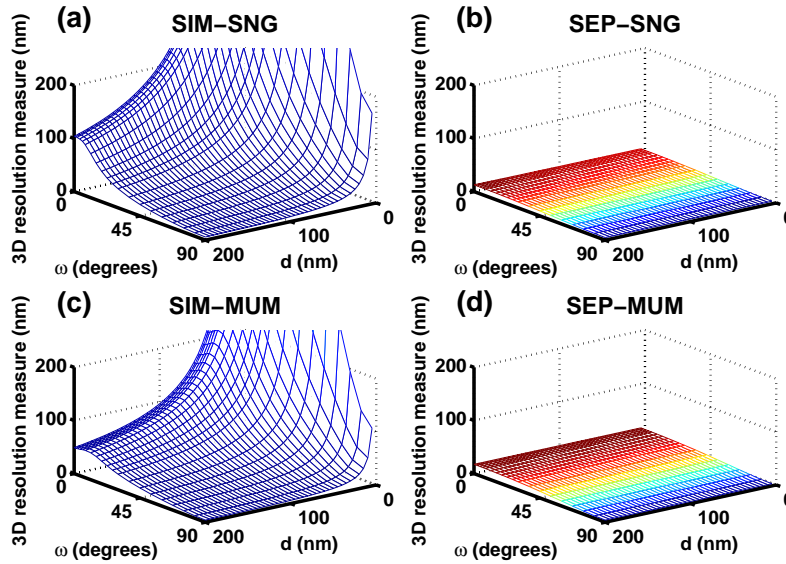 (a) SIM−SNG
3D resolution measure (nm)
200
100
0
0
45
90
ω (degrees)
200
100
0
d (nm)
(b) SEP−SNG
3D resolution measure (nm)
200
100
0
0
45
90
ω (degrees)
200
100
0
d (nm)
(c) SIM−MUM
3D resolution measure (nm)
200
100
0
0
45
90
ω (degrees)
200
100
0
d (nm)
(d) SEP−MUM
3D resolution measure (nm)
200
100
0
0
45
90
ω (degrees)
200
100
0
d (nm)